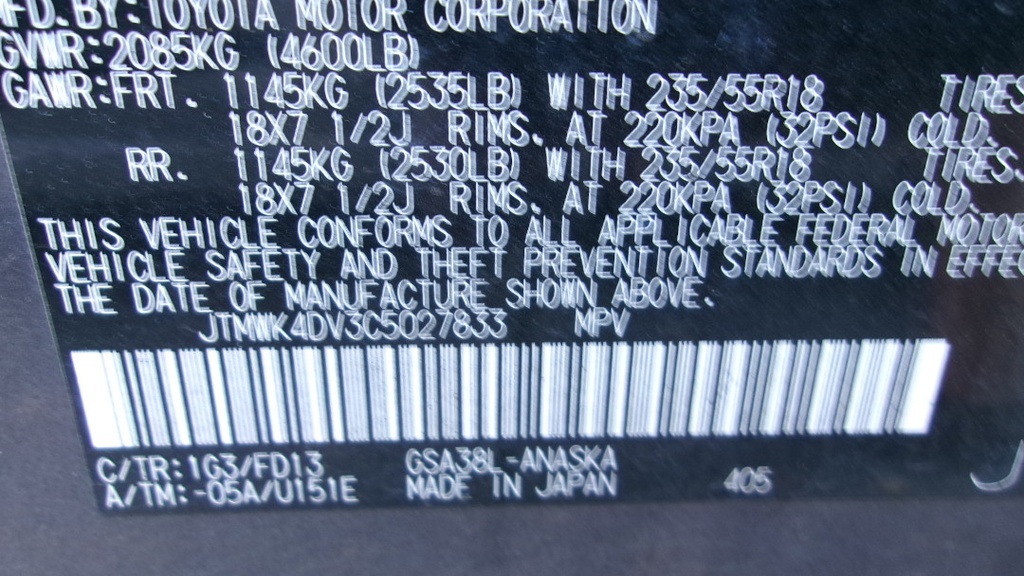 MFD. BY: TOYOTA MOTOR CORPORATION
GVWR: 2085KG (4600LB)
GAWR: FRT. 1145KG (2535LB) WITH 235/55R18 TIRES
18X7 1/2J RIMS. AT 220KPA (32PSI) COLD.
RR. 1145KG (2530LB) WITH 235/55R18 TIRES.
18X7 1/2J RIMS. AT 220KPA (32PSI) COLD.
THIS VEHICLE CONFORMS TO ALL APPLICABLE FEDERAL MOTOR
VEHICLE SAFETY AND THEFT PREVENTION STANDARDS IN EFFEC
THE DATE OF MANUFACTURE SHOWN ABOVE.
JTMWK4DV3C5027833 MPV
C/TR: 1G3/FD13 GSA38L-ANASKA
A/TM: -05A/U151E MADE IN JAPAN 405
J